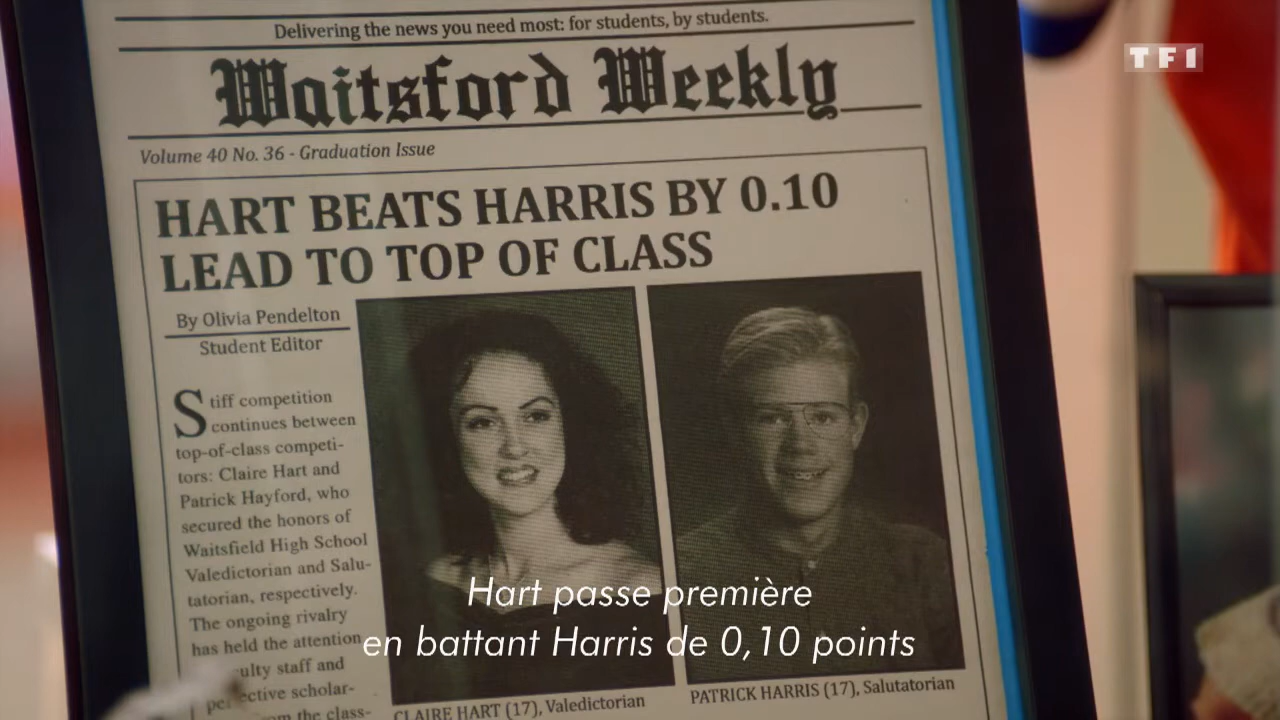 Delivering the news you need most: for students, by students.
TF1
Waitsford Weekly
Volume 40 No. 36 - Graduation Issue
HART BEATS HARRIS BY 0.10
LEAD TO TOP OF CLASS
By Olivia Pendelton
Student Editor
Stiff competition
continues between
top-of-class competi-
tors: Claire Hart and
Patrick Hayford, who
secured the honors of
Waitsfield High School
Valedictorian and Salu-
tatorian, respectively.
The ongoing rivalry
has held the attention
ulty staff and
ective scholar-
the class-
CLAIRE HART (17), Valedictorian
PATRICK HARRIS (17), Salutatorian
Hart passe première
en battant Harris de 0,10 points